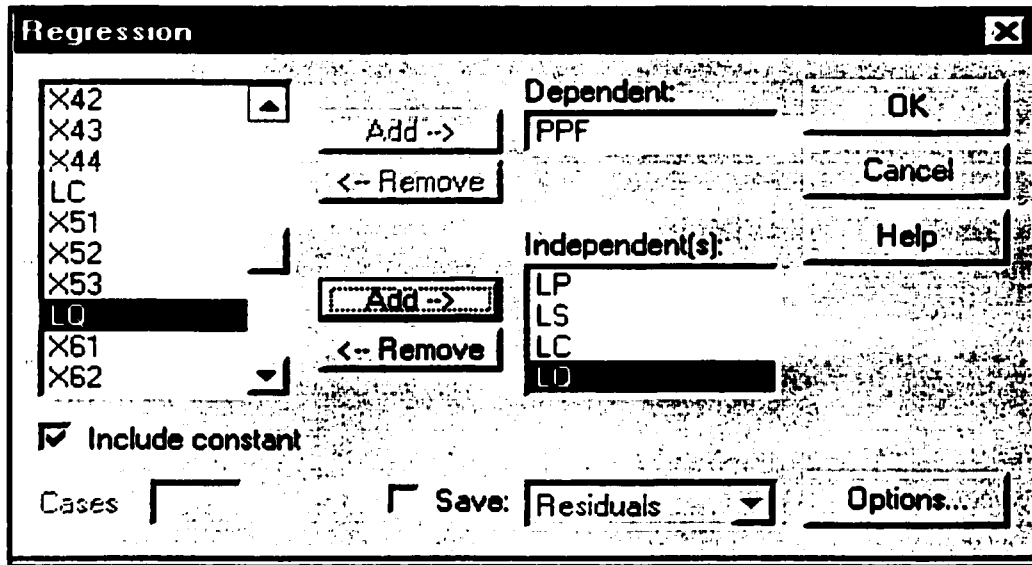 Regression
X42
X43
X44
LC
X51
X52
X53
LQ
X61
X62
Add -->
<-- Remove
Add -->
<-- Remove
Dependent:
PPF
Independent(s):
LP
LS
LC
LQ
OK
Cancel
Help
Include constant
Cases
Save:
Residuals
Options...